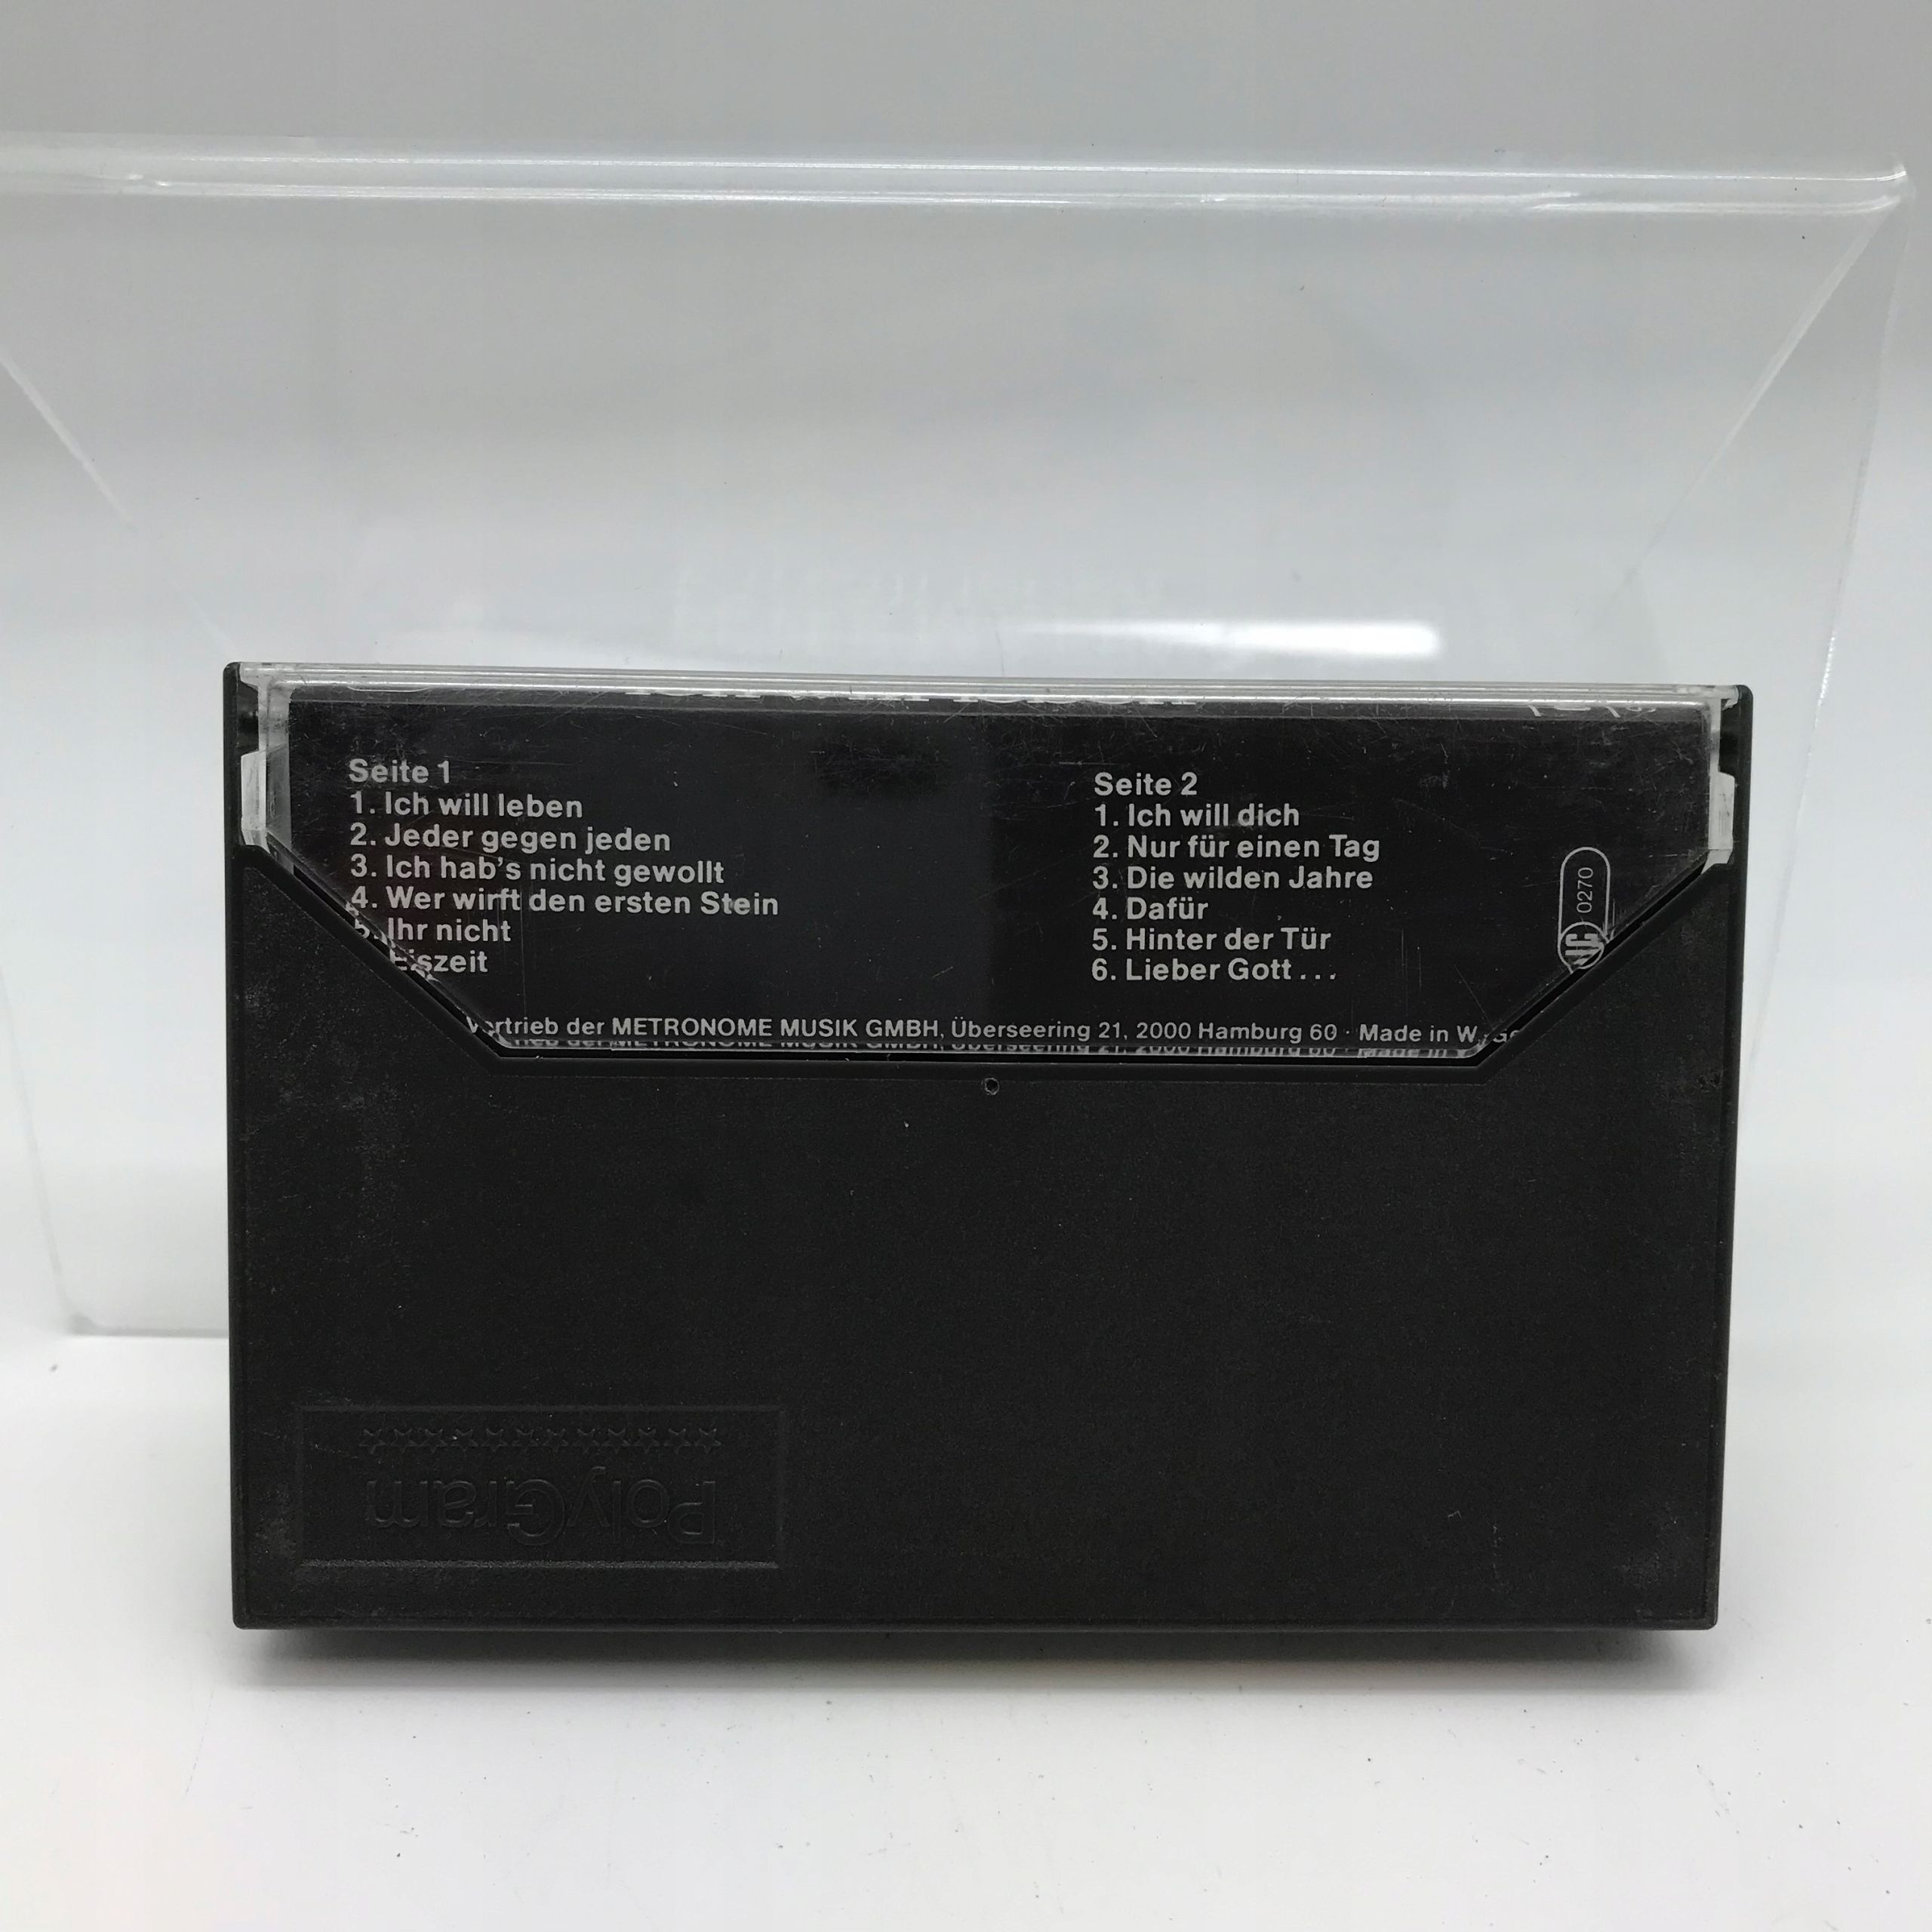 Seite 1
1. Ich will leben
2. Jeder gegen jeden
3. Ich hab's nicht gewollt
4. Wer wirft den ersten Stein
5. Ihr nicht
Eiszeit
Seite 2
1. Ich will dich
2. Nur für einen Tag
3. Die wilden Jahre
4. Dafür
5. Hinter der Tür
6. Lieber Gott...
0270
Vertrieb der METRONOME MUSIK GMBH, Überseering 21, 2000 Hamburg 60 · Made in W.
PolyGram